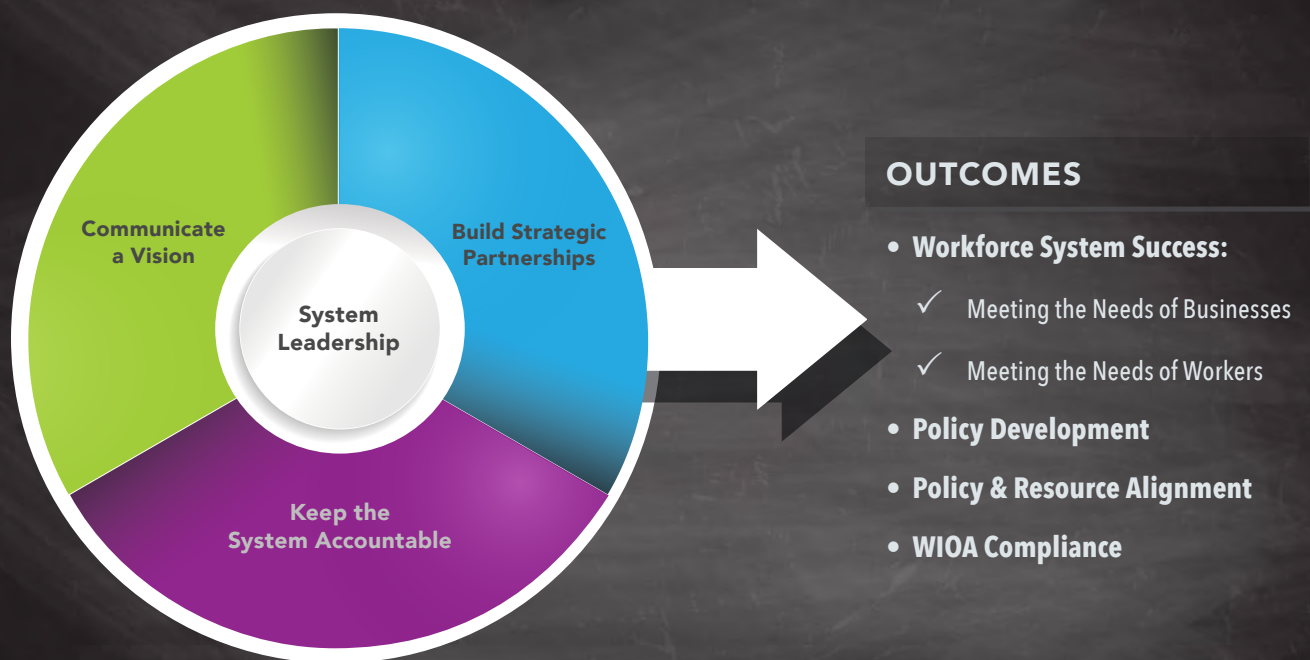 Communicate
a Vision
Build Strategic
Partnerships
System
Leadership
Keep the
System Accountable
OUTCOMES
• Workforce System Success:
✓ Meeting the Needs of Businesses
✓ Meeting the Needs of Workers
• Policy Development
• Policy & Resource Alignment
• WIOA Compliance